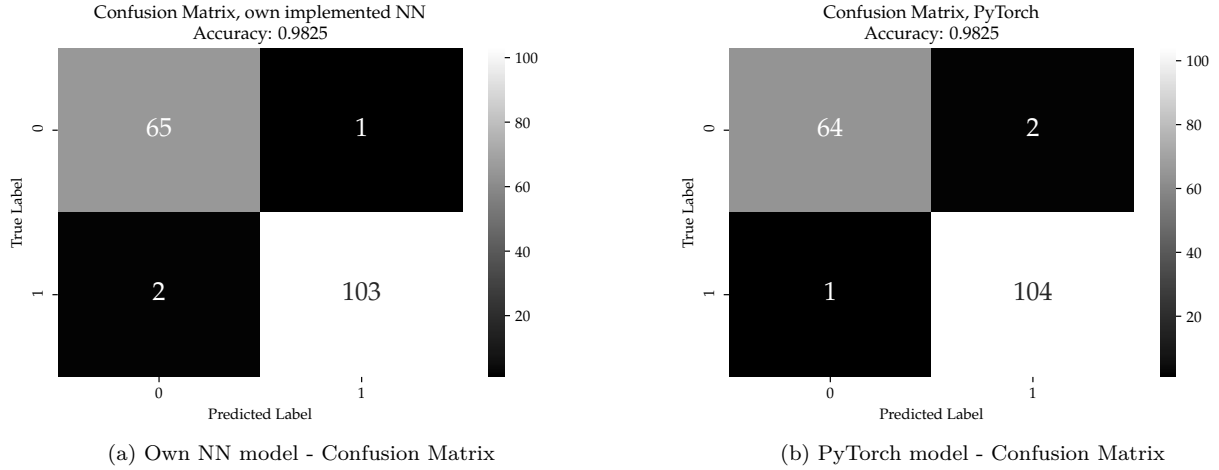 Confusion Matrix, own implemented NN
Accuracy: 0.9825
65
1
2
103
0
1
True Label
0
1
Predicted Label
100
80
60
40
20
(a) Own NN model - Confusion Matrix
Confusion Matrix, PyTorch
Accuracy: 0.9825
64
2
1
104
0
1
True Label
0
1
Predicted Label
100
80
60
40
20
(b) PyTorch model - Confusion Matrix